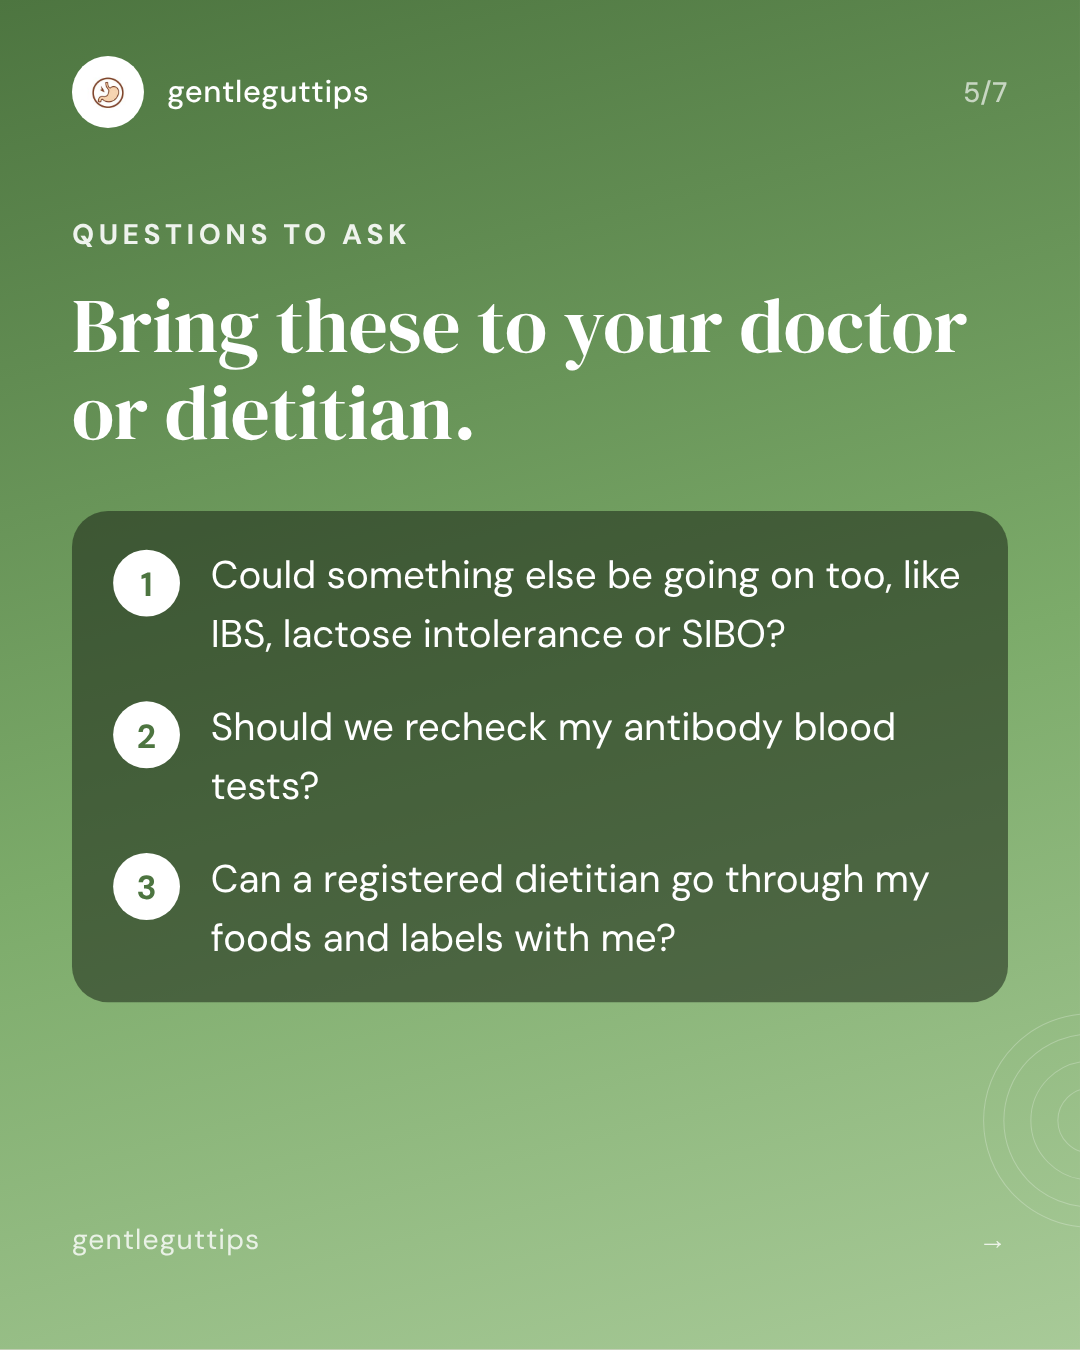 gentleguttips
5/7
QUESTIONS TO ASK
Bring these to your doctor
or dietitian.
1 Could something else be going on too, like
IBS, lactose intolerance or SIBO?
2 Should we recheck my antibody blood
tests?
3 Can a registered dietitian go through my
foods and labels with me?
gentleguttips
→